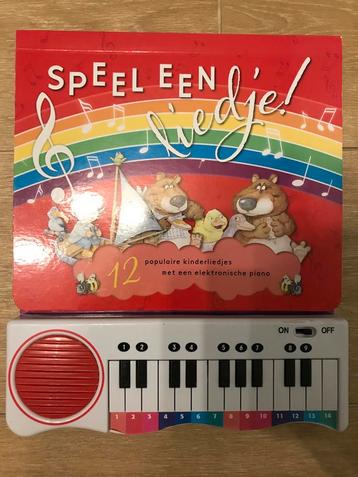 SPEEL EEN
liedje!
12 populaire kinderliedjes
met een elektronische piano
ON OFF
1 2 3 4 5 6 7 8 9
1 2 3 4 5 6 7 8 9 10 11 12 13 14